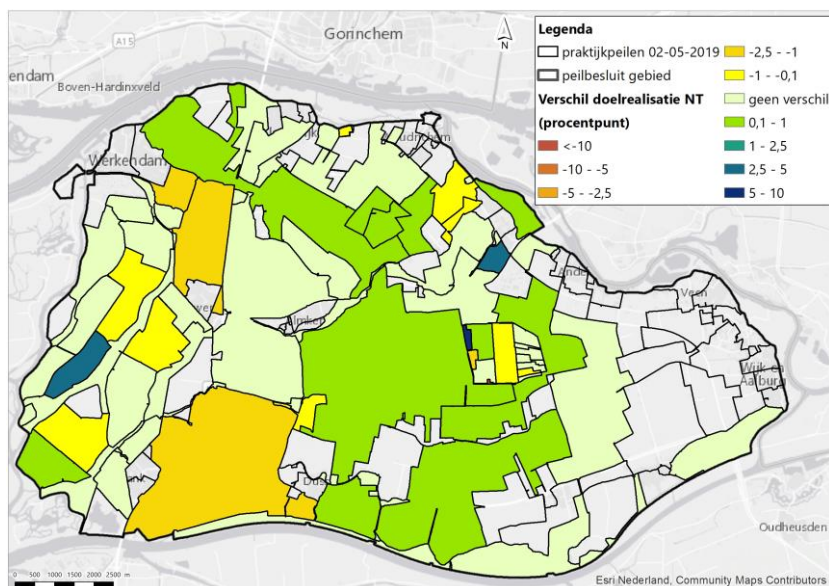 Gorinchem
A15
endam
Boven-Hardinxveld
N
Werkendam
Ande
Veen
Wijk en
Aalburg
Oudheusden
Legenda
praktijkpeilen 02-05-2019
peilbesluit gebied
Verschil doelrealisatie NT
(procentpunt)
<-10
-10 - -5
-5 - -2,5
-2,5 - -1
-1 - -0,1
geen verschil
0,1 - 1
1 - 2,5
2,5 - 5
5 - 10
0 500 1000 1500 2000 2500 m
Esri Nederland, Community Maps Contributors